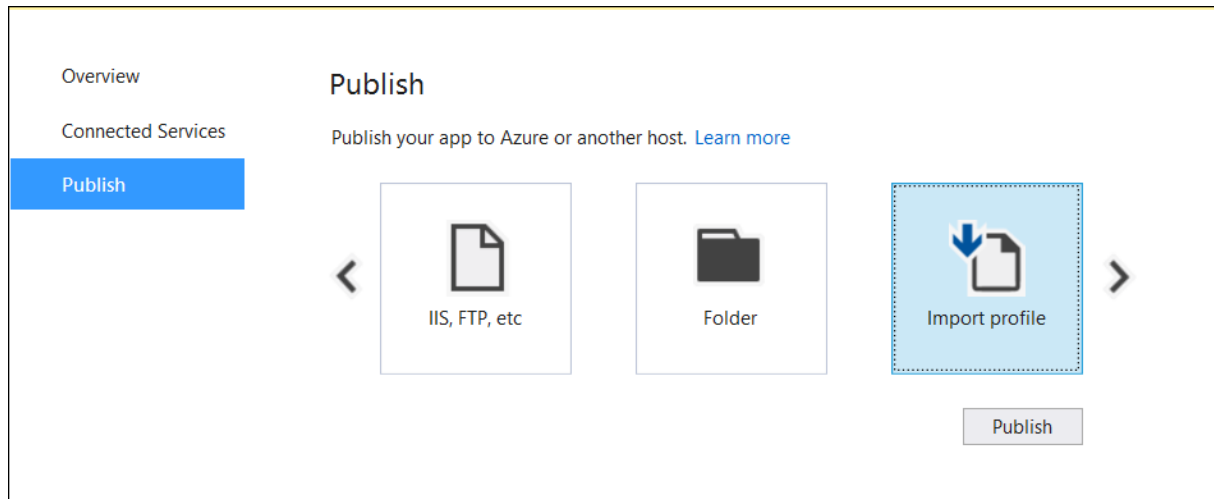 Overview
Connected Services
Publish
Publish
Publish your app to Azure or another host. Learn more
IIS, FTP, etc
Folder
Import profile
Publish